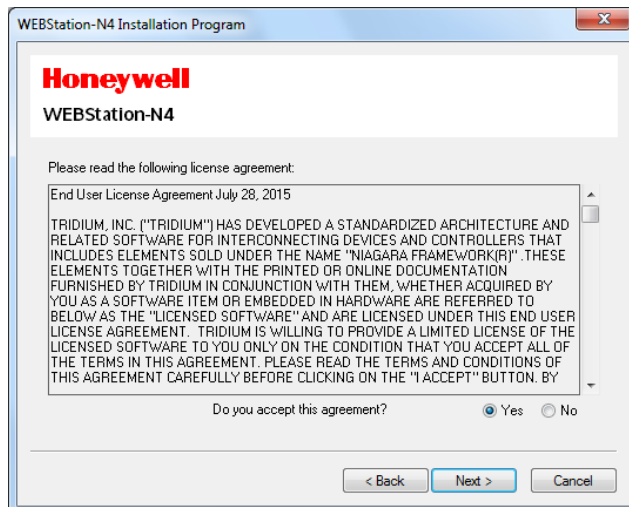 WEBStation-N4 Installation Program
Honeywell
WEBStation-N4
Please read the following license agreement:
End User License Agreement July 28, 2015
TRIDIUM, INC. ("TRIDIUM") HAS DEVELOPED A STANDARDIZED ARCHITECTURE AND
RELATED SOFTWARE FOR INTERCONNECTING DEVICES AND CONTROLLERS THAT
INCLUDES ELEMENTS SOLD UNDER THE NAME "NIAGARA FRAMEWORK(R)" .THESE
ELEMENTS TOGETHER WITH THE PRINTED OR ONLINE DOCUMENTATION
FURNISHED BY TRIDIUM IN CONJUNCTION WITH THEM, WHETHER ACQUIRED BY
YOU AS A SOFTWARE ITEM OR EMBEDDED IN HARDWARE ARE REFERRED TO
BELOW AS THE "LICENSED SOFTWARE" AND ARE LICENSED UNDER THIS END USER
LICENSE AGREEMENT.  TRIDIUM IS WILLING TO PROVIDE A LIMITED LICENSE OF THE
LICENSED SOFTWARE TO YOU ONLY ON THE CONDITION THAT YOU ACCEPT ALL OF
THE TERMS IN THIS AGREEMENT. PLEASE READ THE TERMS AND CONDITIONS OF
THIS AGREEMENT CAREFULLY BEFORE CLICKING ON THE "I ACCEPT" BUTTON. BY
Do you accept this agreement? Yes No
< Back Next > Cancel